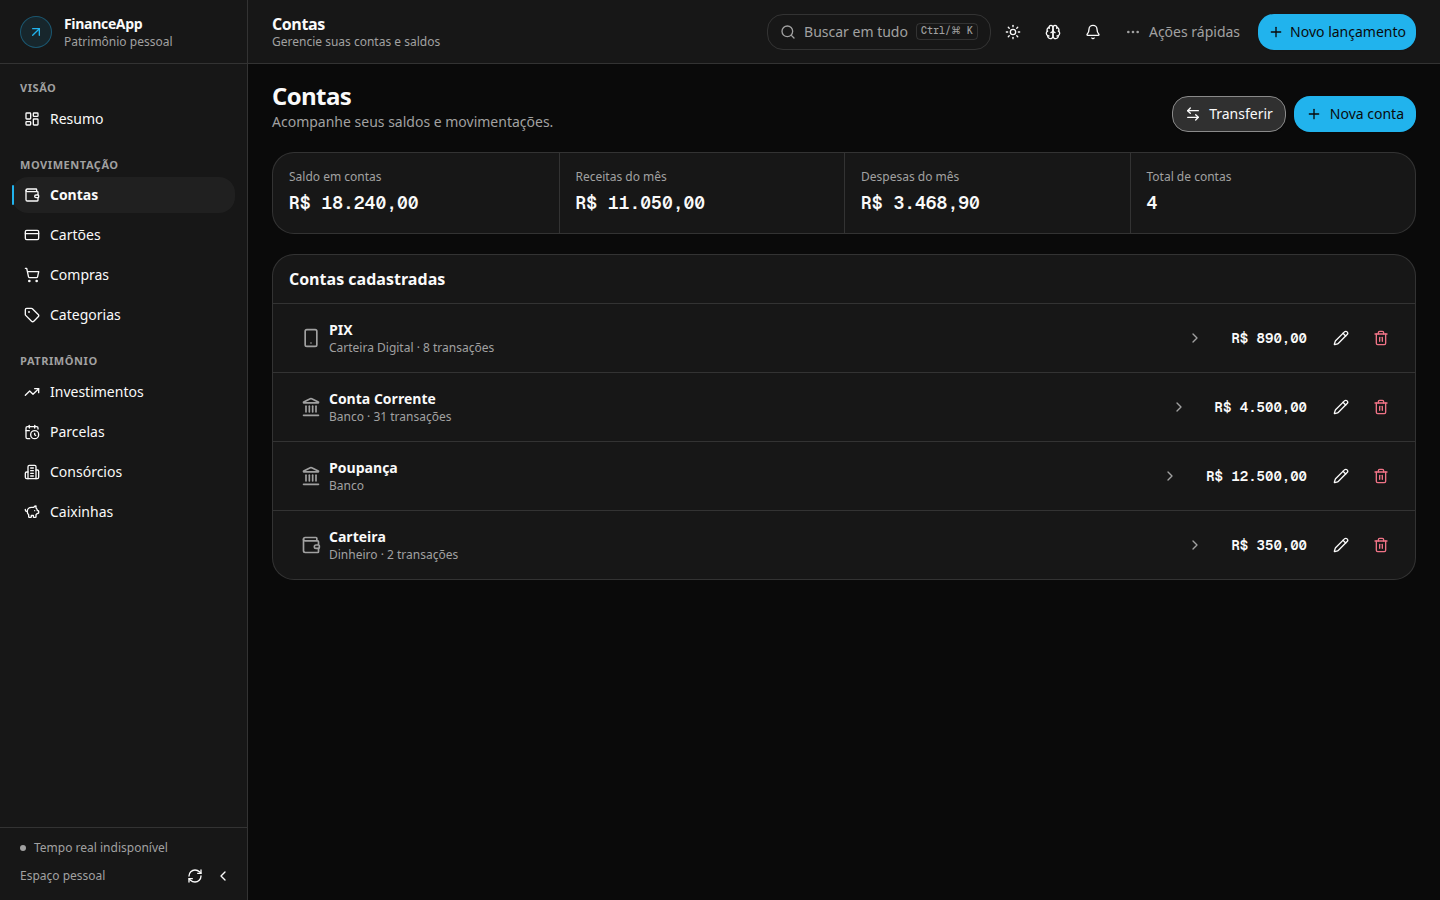 FinanceApp
Patrimônio pessoal
VISÃO
Resumo
MOVIMENTAÇÃO
Contas
Cartões
Compras
Categorias
PATRIMÔNIO
Investimentos
Parcelas
Consórcios
Caixinhas
Tempo real indisponível
Espaço pessoal
Contas
Gerencie suas contas e saldos
Buscar em tudo Ctrl/⌘ K
Ações rápidas
Novo lançamento
Contas
Acompanhe seus saldos e movimentações.
Transferir
Nova conta
Saldo em contas
R$ 18.240,00
Receitas do mês
R$ 11.050,00
Despesas do mês
R$ 3.468,90
Total de contas
4
Contas cadastradas
PIX
Carteira Digital · 8 transações
R$ 890,00
Conta Corrente
Banco · 31 transações
R$ 4.500,00
Poupança
Banco
R$ 12.500,00
Carteira
Dinheiro · 2 transações
R$ 350,00